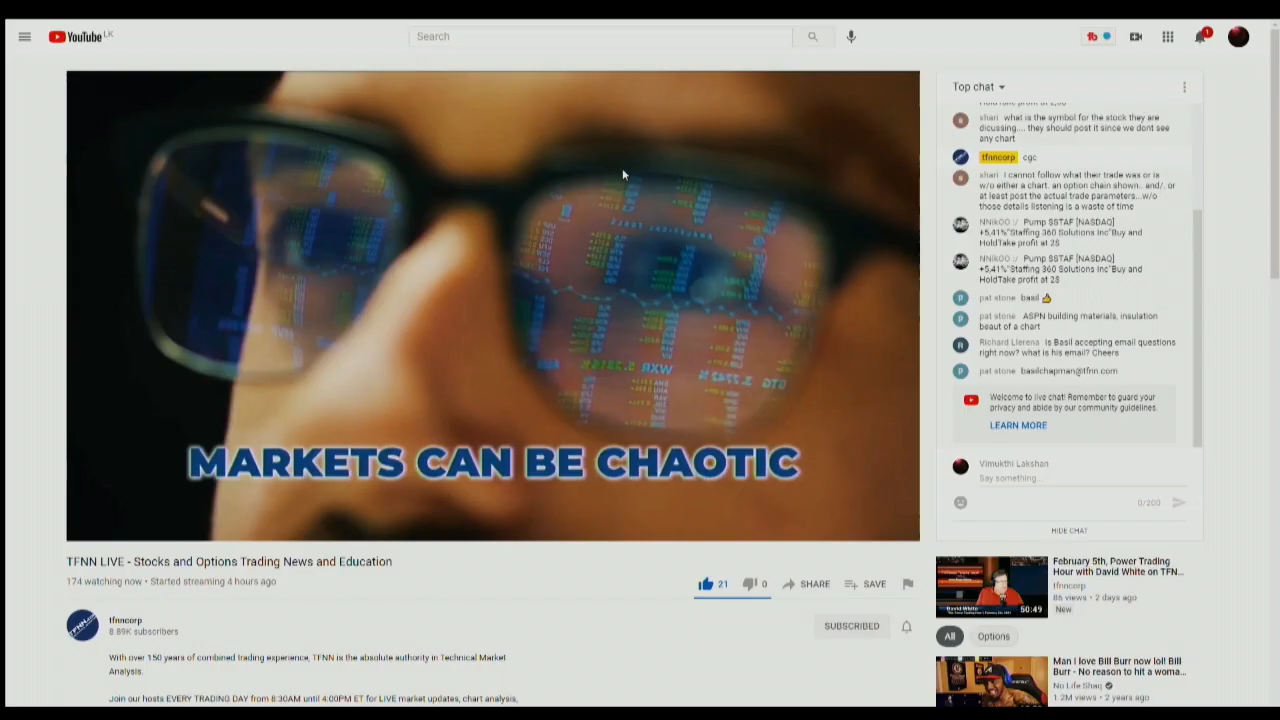 YouTube LK
Search
1
Top chat
shari what is the symbol for the stock they are
dicussing.... they should post it since we dont see
any chart
tfnncorp cgc
shari I cannot follow what their trade was or is
w/o either a chart. an option chain shown.. and/. or
at least post the actual trade parameters...w/o
those details listening is a waste of time
NNikOO :/ Pump $STAF [NASDAQ]
+5,41%"Staffing 360 Solutions Inc"Buy and
HoldTake profit at 2$
NNikOO :/ Pump $STAF [NASDAQ]
+5,41%"Staffing 360 Solutions Inc"Buy and
HoldTake profit at 2$
pat stone basil 👍
pat stone ASPN building materials, insulation
beaut of a chart
Richard Llerena Is Basil accepting email questions
right now? what is his email? Cheers
pat stone basilchapman@tfnn.com
Welcome to live chat! Remember to guard your
privacy and abide by our community guidelines.
LEARN MORE
Vimukthi Lakshan
Say something...
0/200
HIDE CHAT
MARKETS CAN BE CHAOTIC
TFNN LIVE - Stocks and Options Trading News and Education
174 watching now • Started streaming 4 hours ago
21 0 SHARE SAVE
tfnncorp
8.89K subscribers
SUBSCRIBED
With over 150 years of combined trading experience, TFNN is the absolute authority in Technical Market
Analysis.
Join our hosts EVERY TRADING DAY from 8:30AM until 4:00PM ET for LIVE market updates, chart analysis,
February 5th, Power Trading
Hour with David White on TFN...
tfnncorp
86 views • 2 days ago
New
David White
50:49
All Options
Man I love Bill Burr now lol! Bill
Burr - No reason to hit a woma...
No Life Shaq
1.2M views • 2 years ago